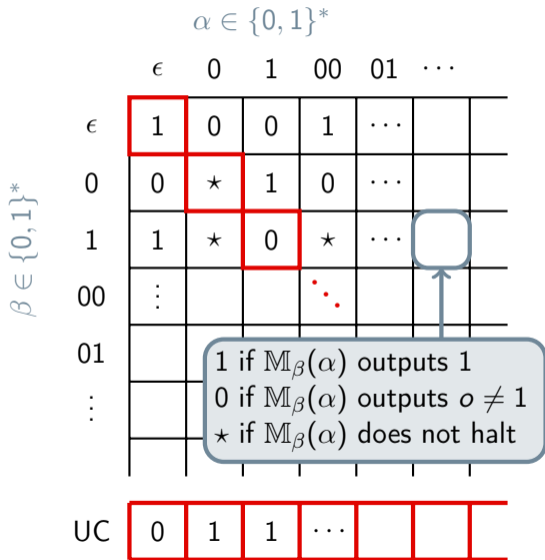 α ∈ {0, 1}*
ϵ 0 1 00 01 ···
ϵ 1 0 0 1 ···
0 0 ⋆ 1 0 ···
1 1 ⋆ 0 ⋆ ···
00 ⋮ ⋱
01
⋮
β ∈ {0, 1}*
1 if 𝕄β(α) outputs 1
0 if 𝕄β(α) outputs o ≠ 1
⋆ if 𝕄β(α) does not halt
UC 0 1 1 ···